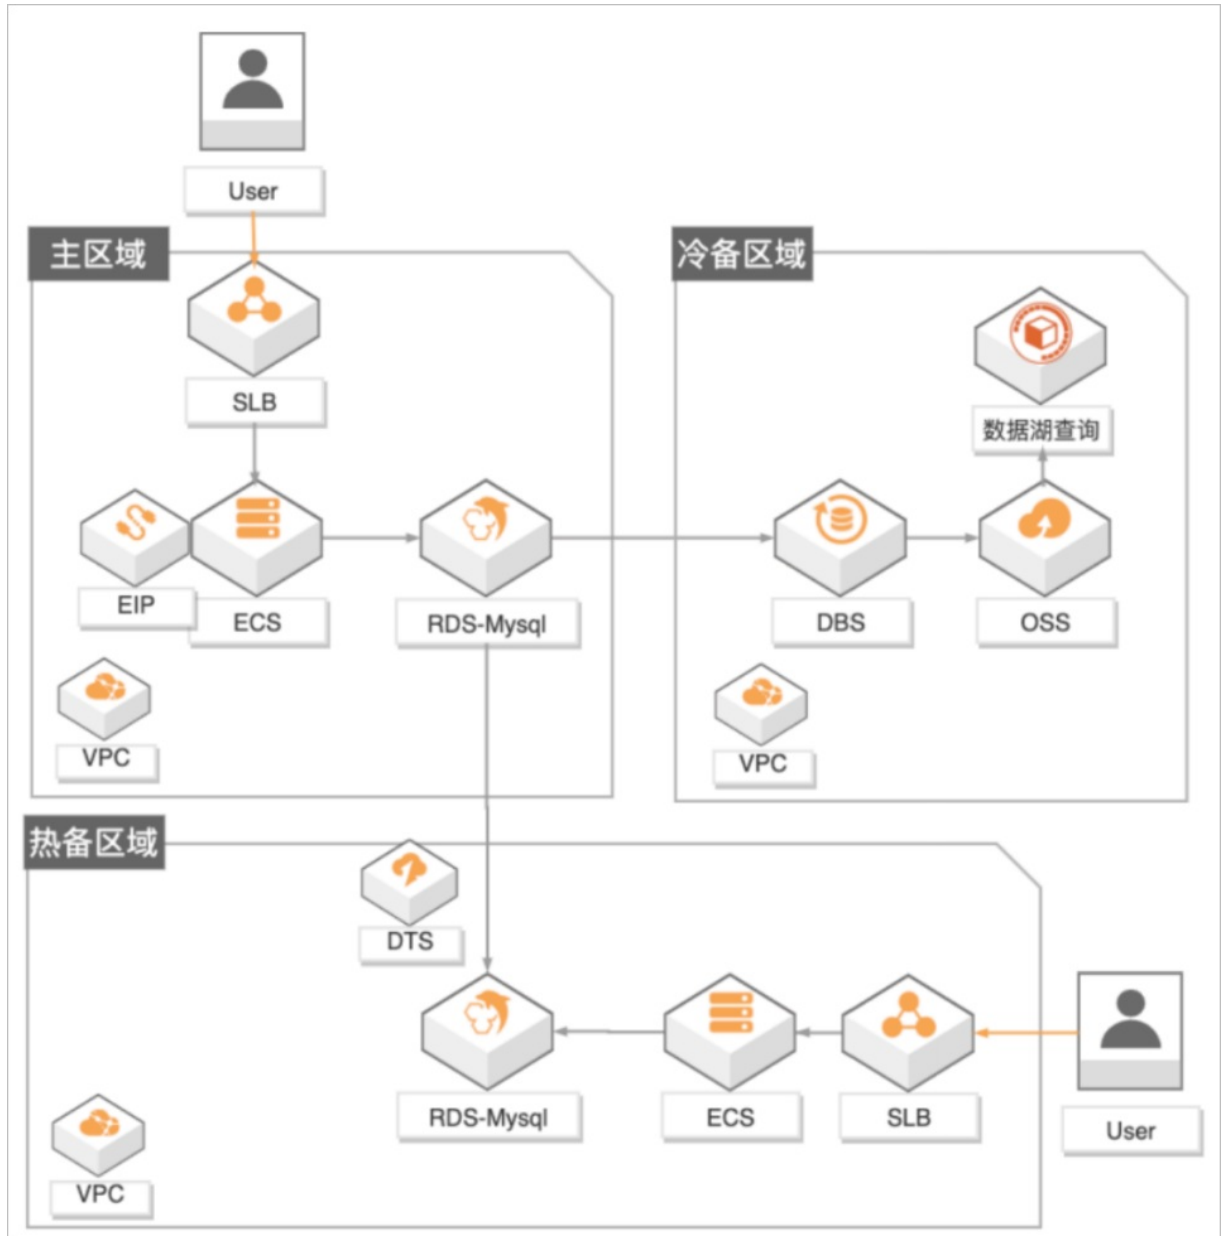 User
主区域
冷备区域
SLB
数据湖查询
EIP
ECS
RDS-Mysql
DBS
OSS
VPC
VPC
热备区域
DTS
RDS-Mysql
ECS
SLB
User
VPC